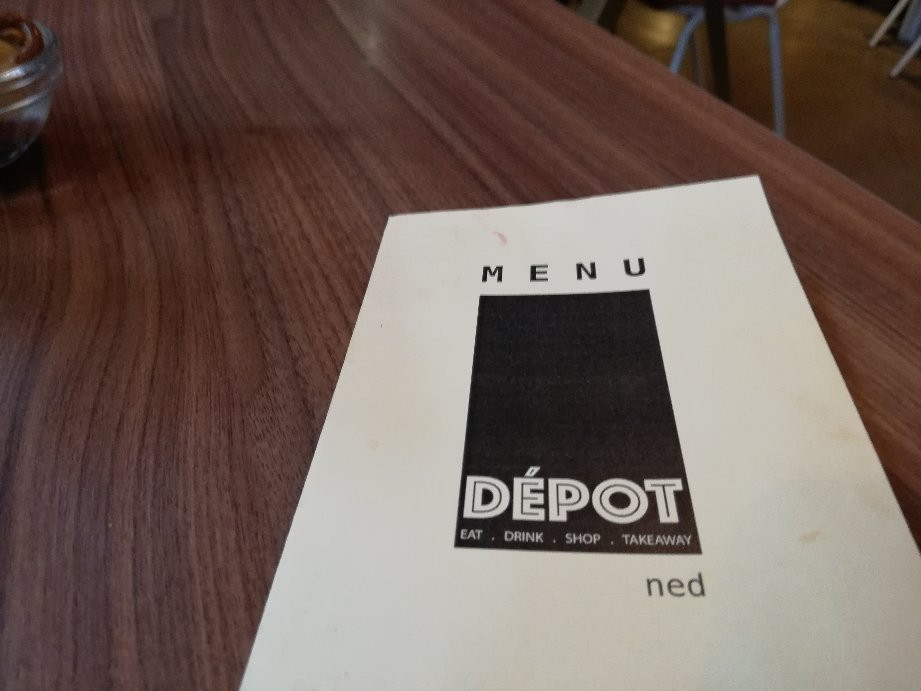 MENU
DÉPOT
EAT . DRINK . SHOP . TAKEAWAY
ned